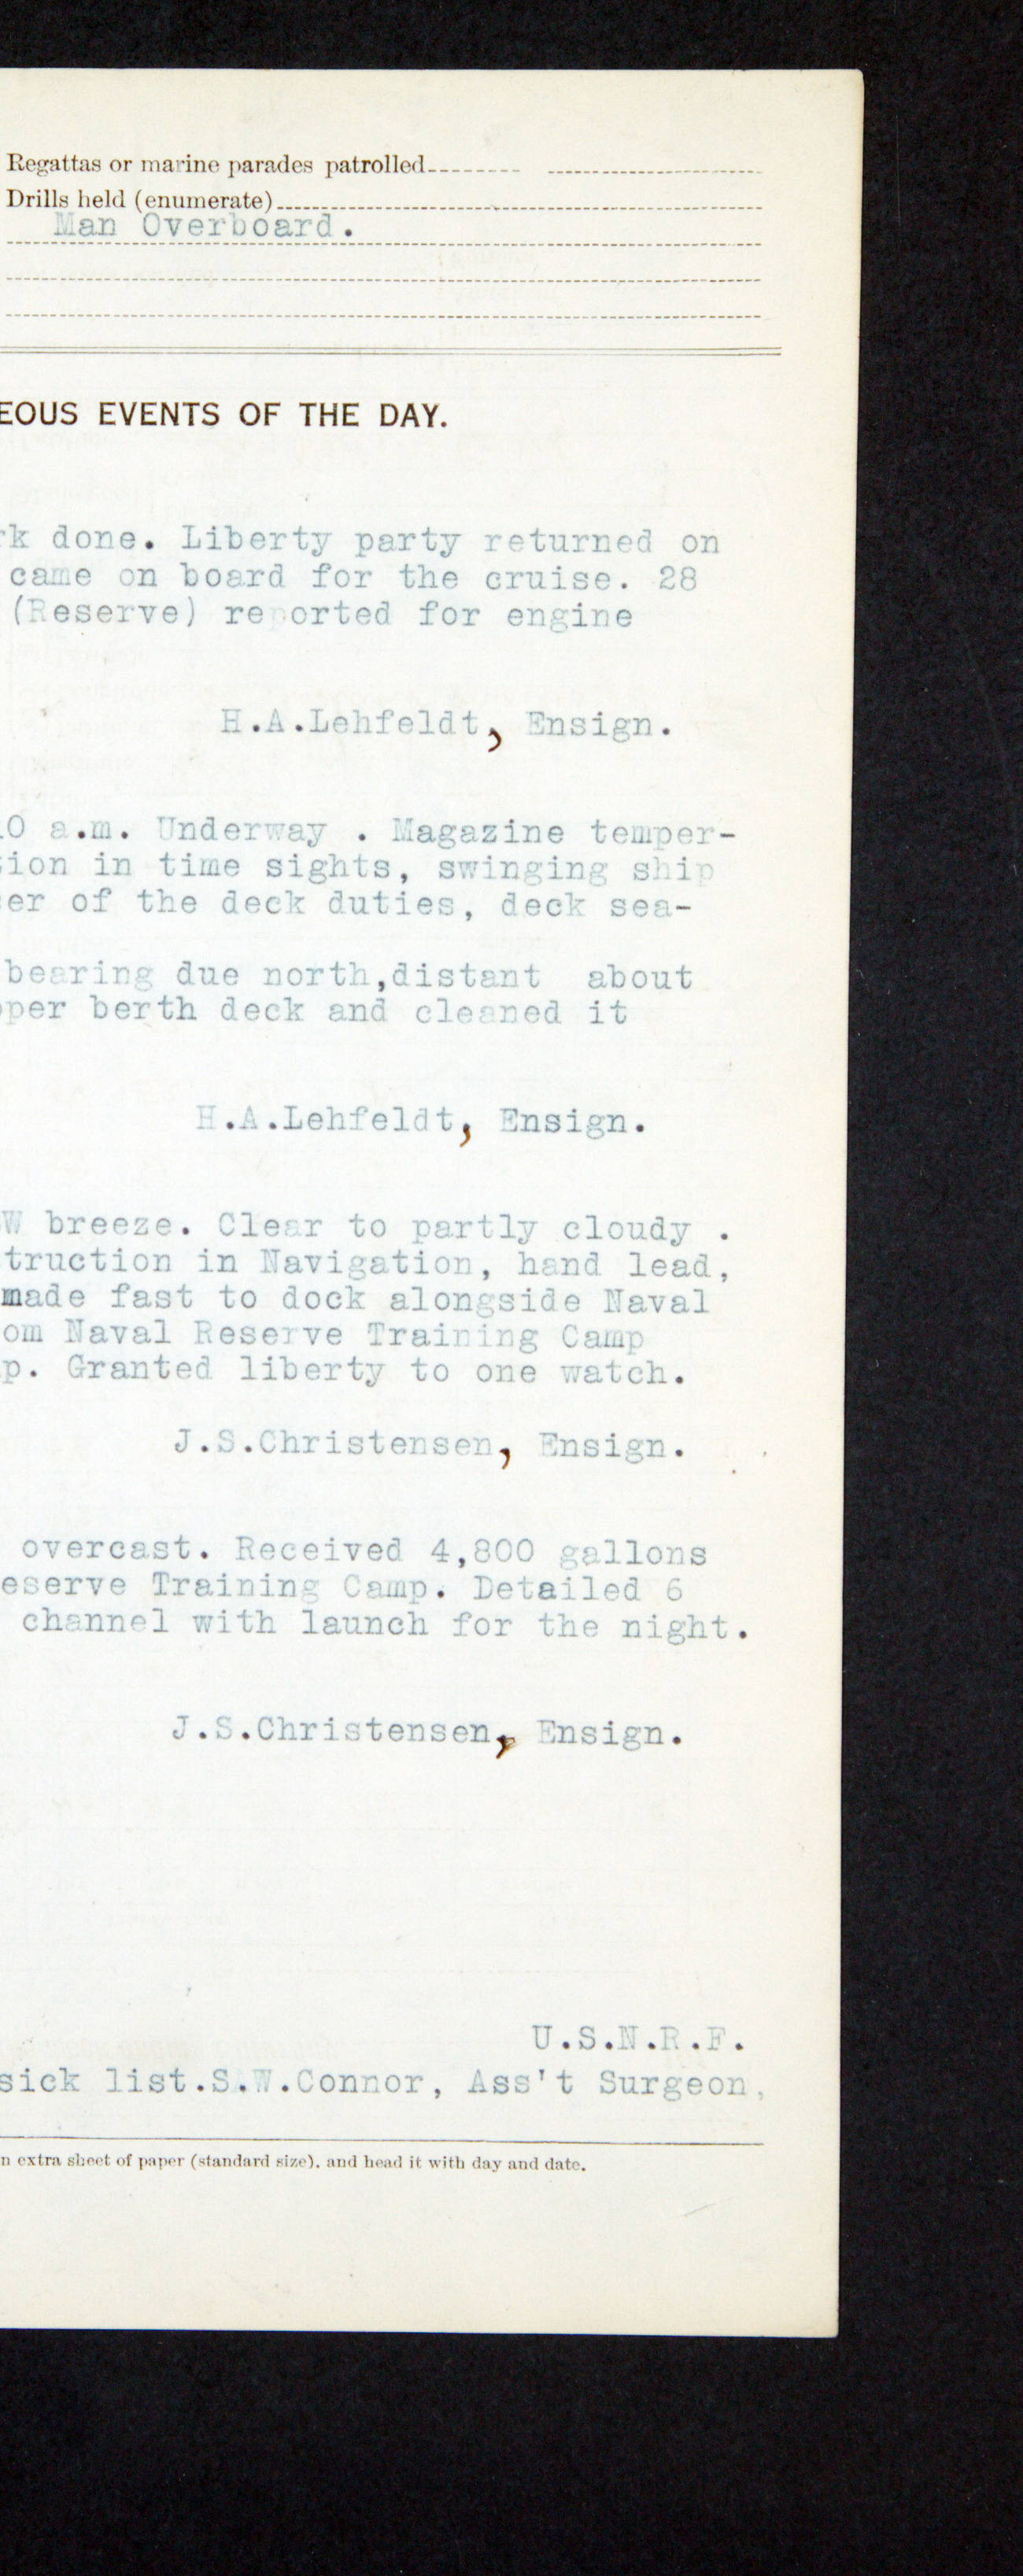 Regattas or marine parades patrolled
Drills held (enumerate)
Man Overboard.
EOUS EVENTS OF THE DAY.
rk done. Liberty party returned on
came on board for the cruise. 28
(Reserve) reported for engine
H.A.Lehfeldt, Ensign.
10 a.m. Underway . Magazine temper-
tion in time sights, swinging ship
cer of the deck duties, deck sea-
bearing due north,distant about
pper berth deck and cleaned it
H.A.Lehfeldt, Ensign.
W breeze. Clear to partly cloudy .
truction in Navigation, hand lead,
made fast to dock alongside Naval
om Naval Reserve Training Camp
p. Granted liberty to one watch.
J.S.Christensen, Ensign.
overcast. Received 4,800 gallons
eserve Training Camp. Detailed 6
channel with launch for the night.
J.S.Christensen, Ensign.
U.S.N.R.F.
sick list.S.W.Connor, Ass't Surgeon,
n extra sheet of paper (standard size). and head it with day and date.